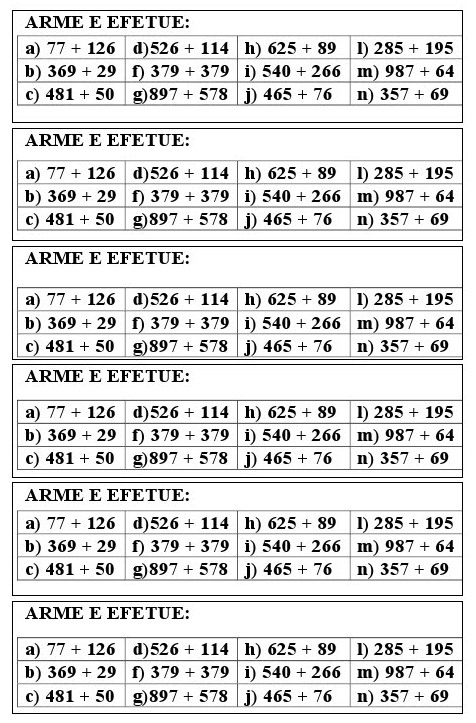 ARME E EFETUE:
a) 77 + 126 d)526 + 114 h) 625 + 89 l) 285 + 195
b) 369 + 29 f) 379 + 379 i) 540 + 266 m) 987 + 64
c) 481 + 50 g)897 + 578 j) 465 + 76 n) 357 + 69
ARME E EFETUE:
a) 77 + 126 d)526 + 114 h) 625 + 89 l) 285 + 195
b) 369 + 29 f) 379 + 379 i) 540 + 266 m) 987 + 64
c) 481 + 50 g)897 + 578 j) 465 + 76 n) 357 + 69
ARME E EFETUE:
a) 77 + 126 d)526 + 114 h) 625 + 89 l) 285 + 195
b) 369 + 29 f) 379 + 379 i) 540 + 266 m) 987 + 64
c) 481 + 50 g)897 + 578 j) 465 + 76 n) 357 + 69
ARME E EFETUE:
a) 77 + 126 d)526 + 114 h) 625 + 89 l) 285 + 195
b) 369 + 29 f) 379 + 379 i) 540 + 266 m) 987 + 64
c) 481 + 50 g)897 + 578 j) 465 + 76 n) 357 + 69
ARME E EFETUE:
a) 77 + 126 d)526 + 114 h) 625 + 89 l) 285 + 195
b) 369 + 29 f) 379 + 379 i) 540 + 266 m) 987 + 64
c) 481 + 50 g)897 + 578 j) 465 + 76 n) 357 + 69
ARME E EFETUE:
a) 77 + 126 d)526 + 114 h) 625 + 89 l) 285 + 195
b) 369 + 29 f) 379 + 379 i) 540 + 266 m) 987 + 64
c) 481 + 50 g)897 + 578 j) 465 + 76 n) 357 + 69